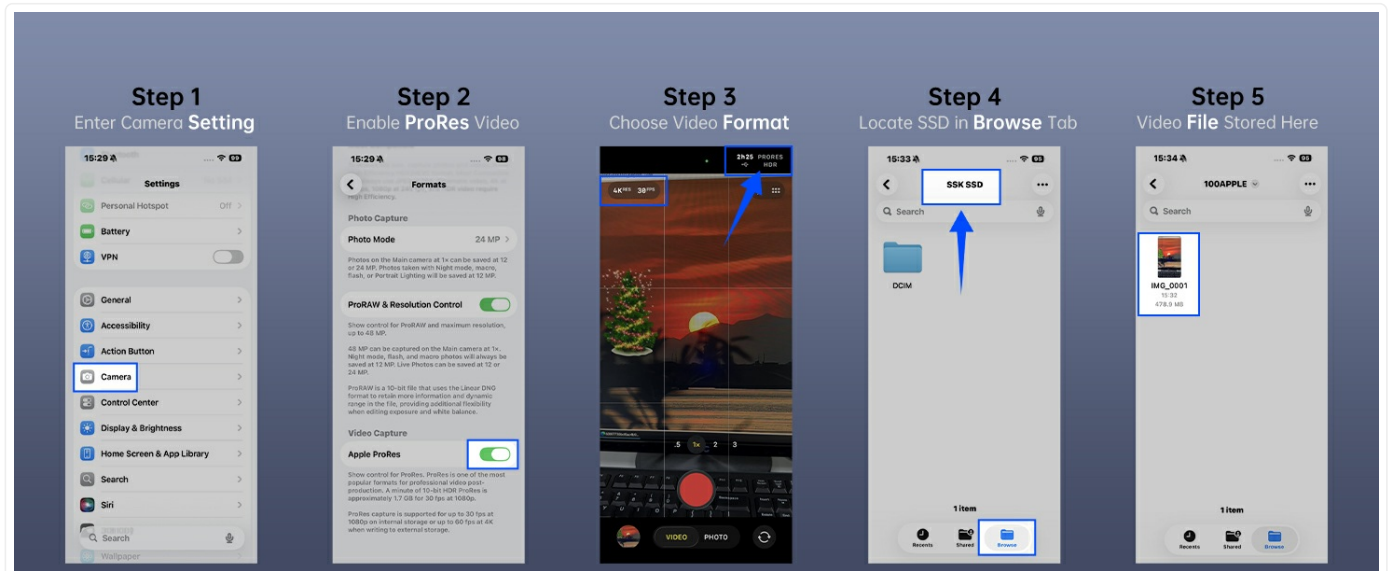 Step 1
Enter Camera Setting
15:29
93
Settings
Personal Hotspot Off
Battery
VPN
General
Accessibility
Action Button
Camera
Control Center
Display & Brightness
Home Screen & App Library
Search
Siri
Search
Wallpaper
Step 2
Enable ProRes Video
15:29
93
Formats
High Efficiency.
Photo Capture
Photo Mode 24 MP
Photos on the Main camera at 1x can be saved at 12
or 24 MP. Photos taken with Night mode, macro,
flash, or Portrait Lighting will be saved at 12 MP.
ProRAW & Resolution Control
Show control for ProRAW and maximum resolution,
up to 48 MP.
48 MP can be captured on the Main camera at 1x.
Night mode, flash, and macro photos will always be
saved at 12 MP. Live Photos can be saved at 12 or
24 MP.
ProRAW is a 10-bit file that uses the Linear DNG
format to retain more information and dynamic
range in the file, providing additional flexibility
when editing exposure and white balance.
Video Capture
Apple ProRes
Show control for ProRes. ProRes is one of the most
popular formats for professional video post-
production. A minute of 10-bit HDR ProRes is
approximately 1.7 GB for 30 fps at 1080p.
ProRes capture is supported for up to 30 fps at
1080p on internal storage or up to 60 fps at 4K
when writing to external storage.
Step 3
Choose Video Format
2h25 PRORES
HDR
4K 30
.5 1x 2 3
VIDEO PHOTO
Step 4
Locate SSD in Browse Tab
15:33
93
SSK SSD
Search
DCIM
1 item
Recents Shared Browse
Step 5
Video File Stored Here
15:34
93
100APPLE
Search
IMG_0001
15:32
478.9 MB
1 item
Recents Shared Browse